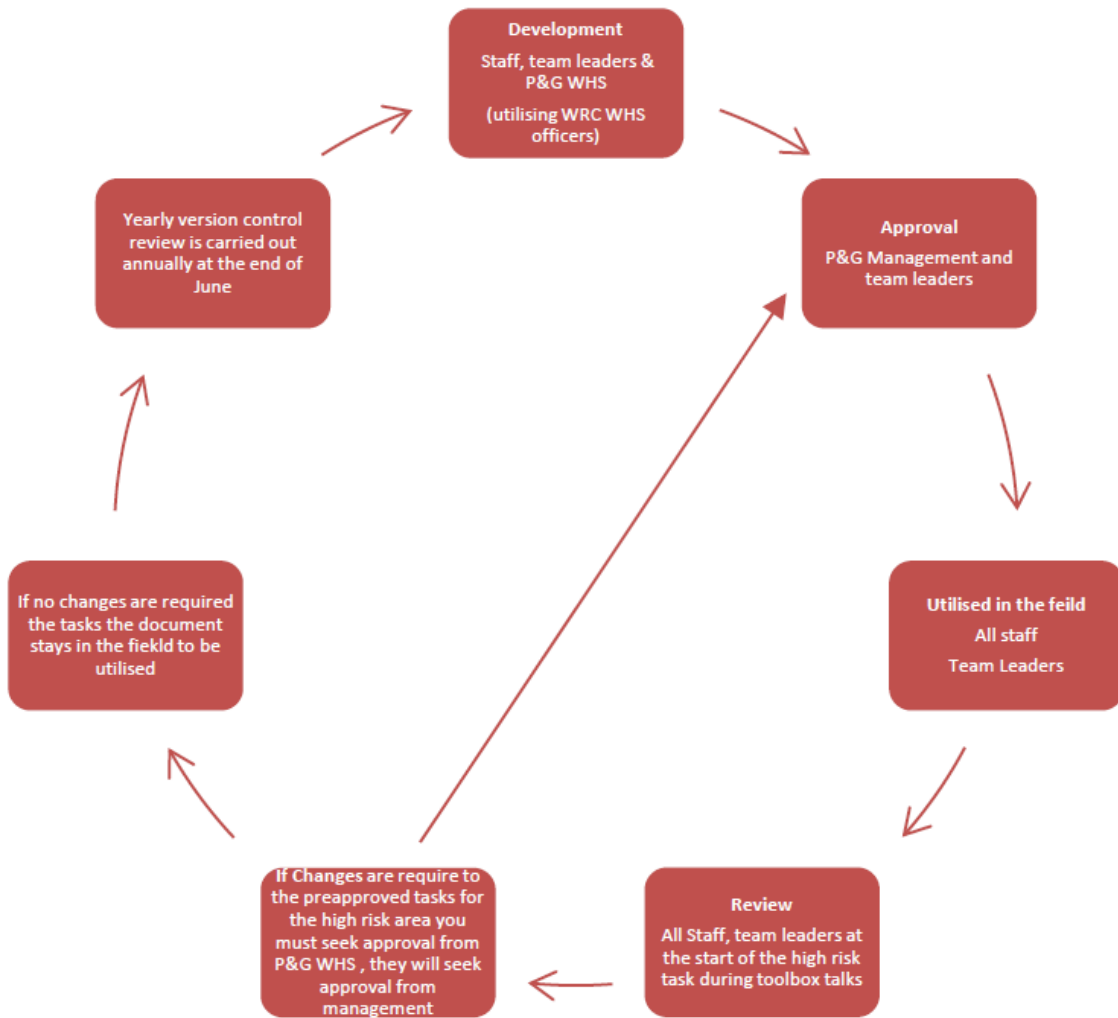 Development
Staff, team leaders &
P&G WHS
(utilising WRC WHS
officers)
Approval
P&G Management and
team leaders
Utilised in the feild
All staff
Team Leaders
Review
All Staff, team leaders at
the start of the high risk
task during toolbox talks
If Changes are require to
the preapproved tasks for
the high risk area you
must seek approval from
P&G WHS , they will seek
approval from
management
If no changes are required
the tasks the document
stays in the fiekld to be
utilised
Yearly version control
review is carried out
annually at the end of
June